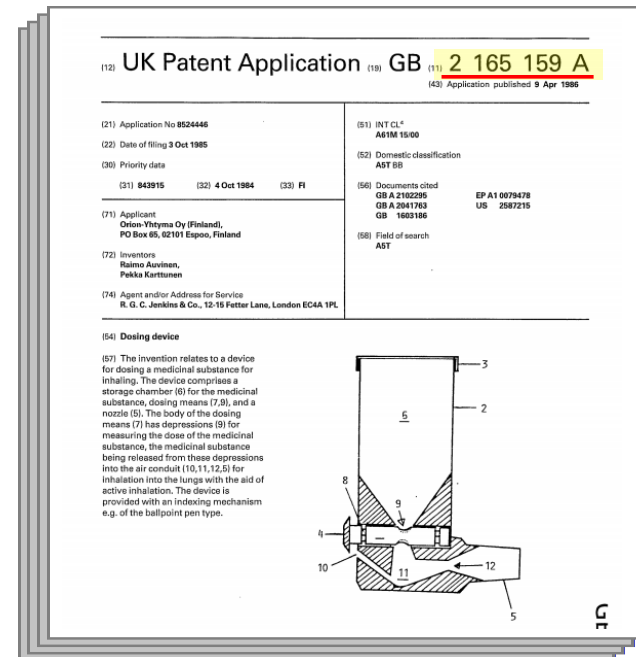 (12) UK Patent Application (19) GB (11) 2 165 159 A
(43) Application published 9 Apr 1986
(21) Application No 8524446
(22) Date of filing 3 Oct 1985
(30) Priority data
(31) 843915 (32) 4 Oct 1984 (33) FI
(71) Applicant
Orion-Yhtyma Oy (Finland),
PO Box 65, 02101 Espoo, Finland
(72) Inventors
Raimo Auvinen,
Pekka Karttunen
(74) Agent and/or Address for Service
R. G. C. Jenkins & Co., 12-15 Fetter Lane, London EC4A 1PL
(51) INT CL⁴
A61M 15/00
(52) Domestic classification
A5T BB
(56) Documents cited
GB A 2102295 EP A1 0079478
GB A 2041763 US 2587215
GB 1603186
(58) Field of search
A5T
(54) Dosing device
(57) The invention relates to a device
for dosing a medicinal substance for
inhaling. The device comprises a
storage chamber (6) for the medicinal
substance, dosing means (7,9), and a
nozzle (5). The body of the dosing
means (7) has depressions (9) for
measuring the dose of the medicinal
substance, the medicinal substance
being released from these depressions
into the air conduit (10,11,12,5) for
inhalation into the lungs with the aid of
active inhalation. The device is
provided with an indexing mechanism
e.g. of the ballpoint pen type.
3
2
6
8
9
4
10
11
12
5